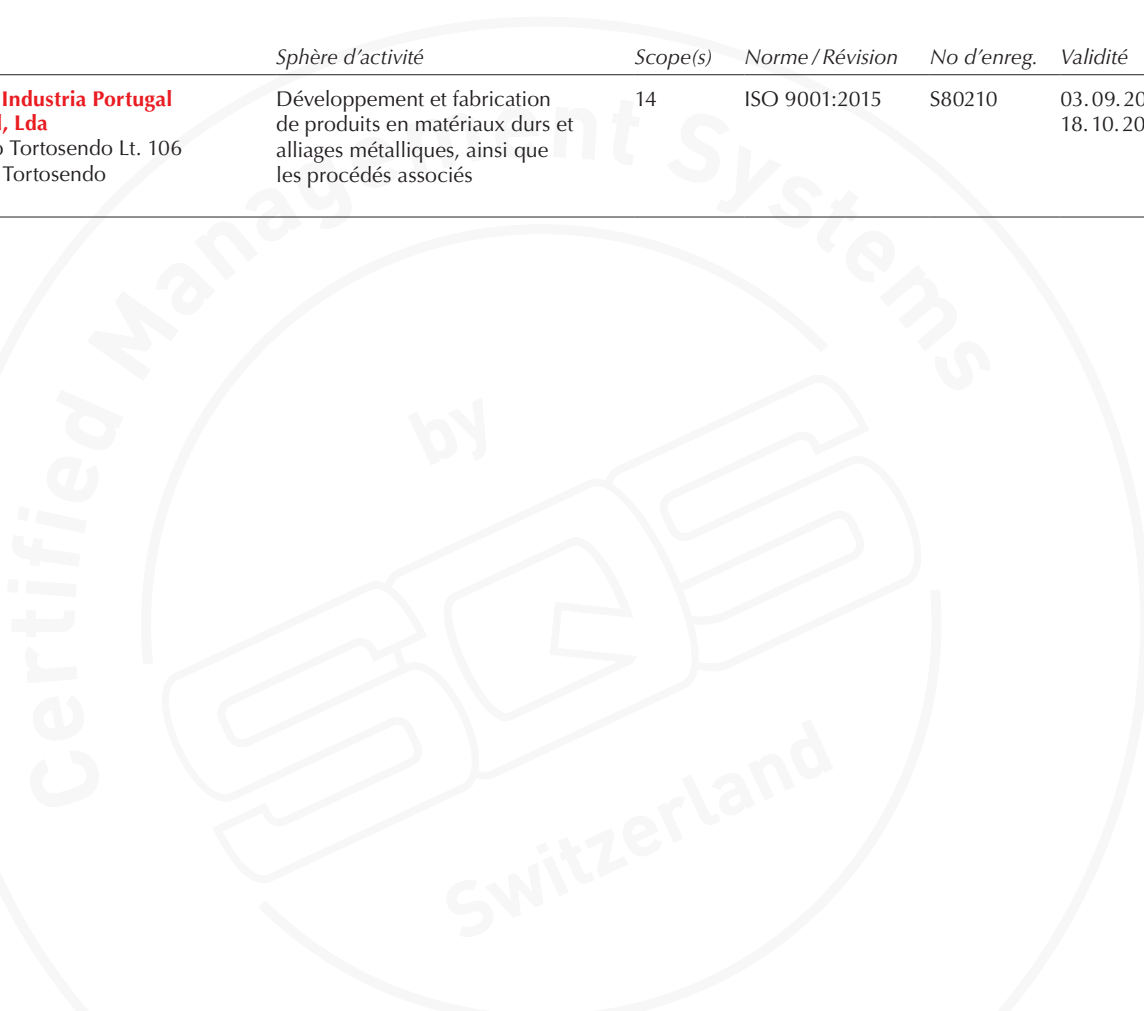 Sphère d'activité Scope(s) Norme / Révision No d'enreg. Validité
Industria Portugal Développement et fabrication 14 ISO 9001:2015 S80210 03.09.20
, Lda de produits en matériaux durs et 18.10.20
Tortosendo Lt. 106 alliages métalliques, ainsi que
Tortosendo les procédés associés
Certified Management Systems
by
SQS
Switzerland